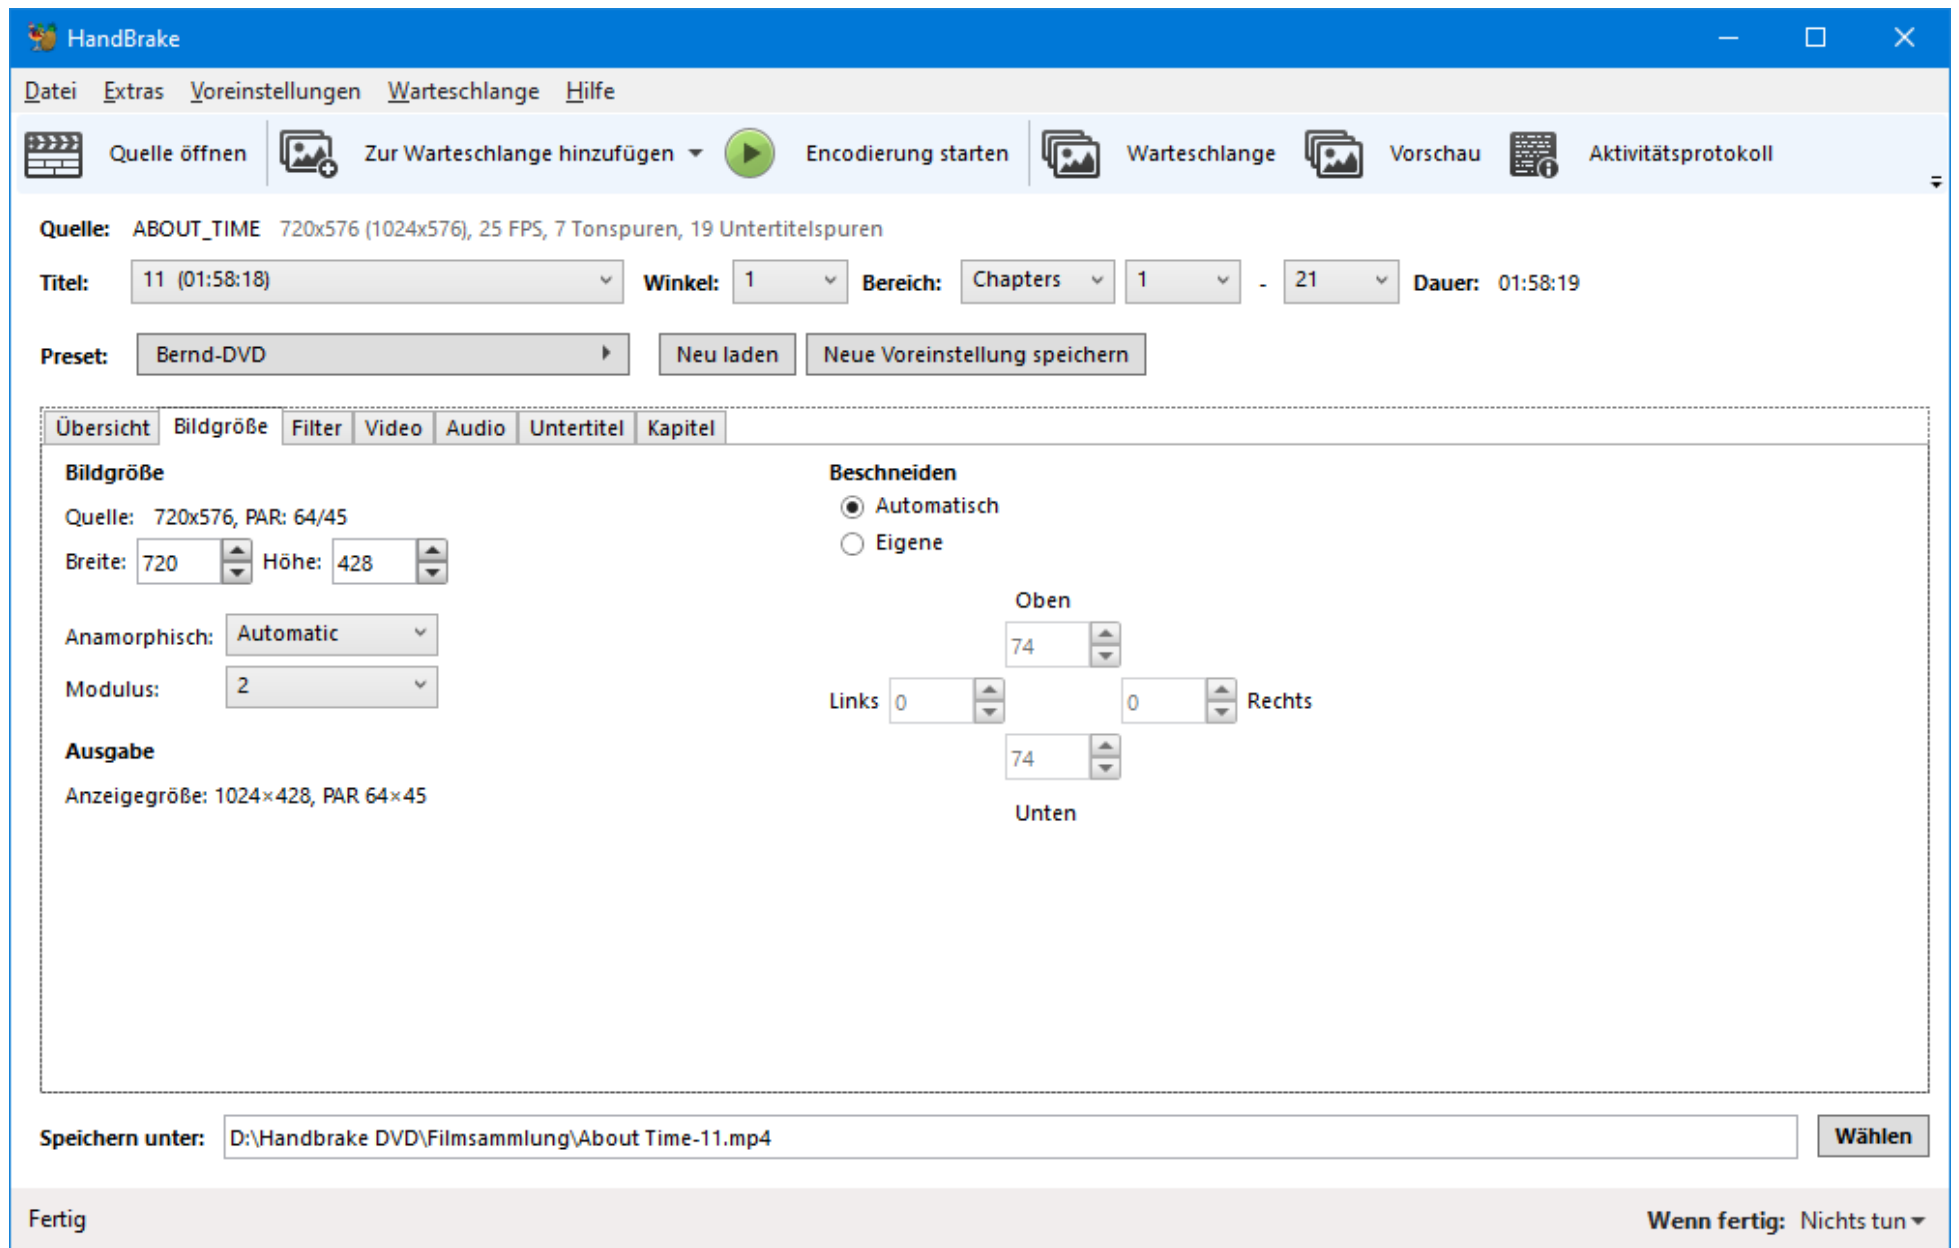 HandBrake
Datei Extras Voreinstellungen Warteschlange Hilfe
Quelle öffnen Zur Warteschlange hinzufügen Encodierung starten Warteschlange Vorschau Aktivitätsprotokoll
Quelle: ABOUT_TIME 720x576 (1024x576), 25 FPS, 7 Tonspuren, 19 Untertitelspuren
Titel: 11 (01:58:18) Winkel: 1 Bereich: Chapters 1 - 21 Dauer: 01:58:19
Preset: Bernd-DVD Neu laden Neue Voreinstellung speichern
Übersicht Bildgröße Filter Video Audio Untertitel Kapitel
Bildgröße Beschneiden
Quelle: 720x576, PAR: 64/45 Automatisch
Breite: 720 Höhe: 428 Eigene
Oben
Anamorphisch: Automatic 74
Modulus: 2 Links 0 0 Rechts
Ausgabe 74
Anzeigegröße: 1024×428, PAR 64×45 Unten
Speichern unter: D:\Handbrake DVD\Filmsammlung\About Time-11.mp4 Wählen
Fertig Wenn fertig: Nichts tun